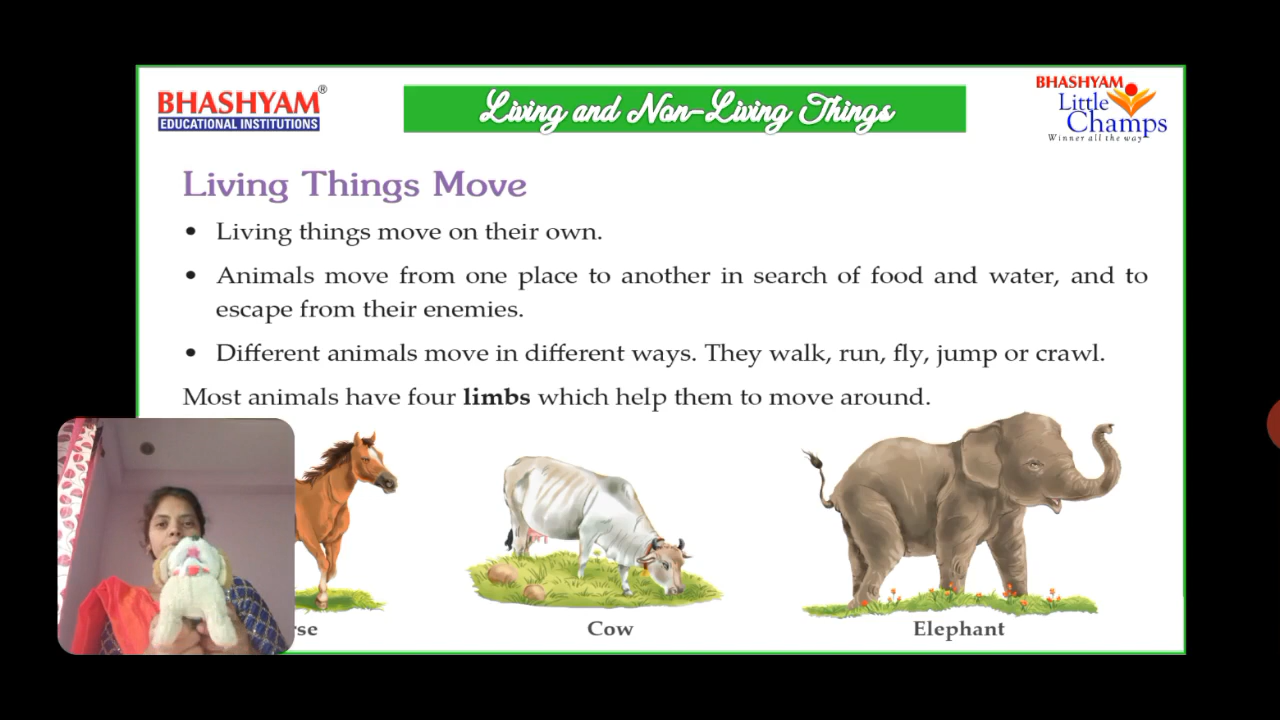 BHASHYAM®
EDUCATIONAL INSTITUTIONS
Living and Non-Living Things
BHASHYAM
Little
Champs
Winner all the way
Living Things Move
• Living things move on their own.
• Animals move from one place to another in search of food and water, and to
escape from their enemies.
• Different animals move in different ways. They walk, run, fly, jump or crawl.
Most animals have four limbs which help them to move around.
Cow
Elephant